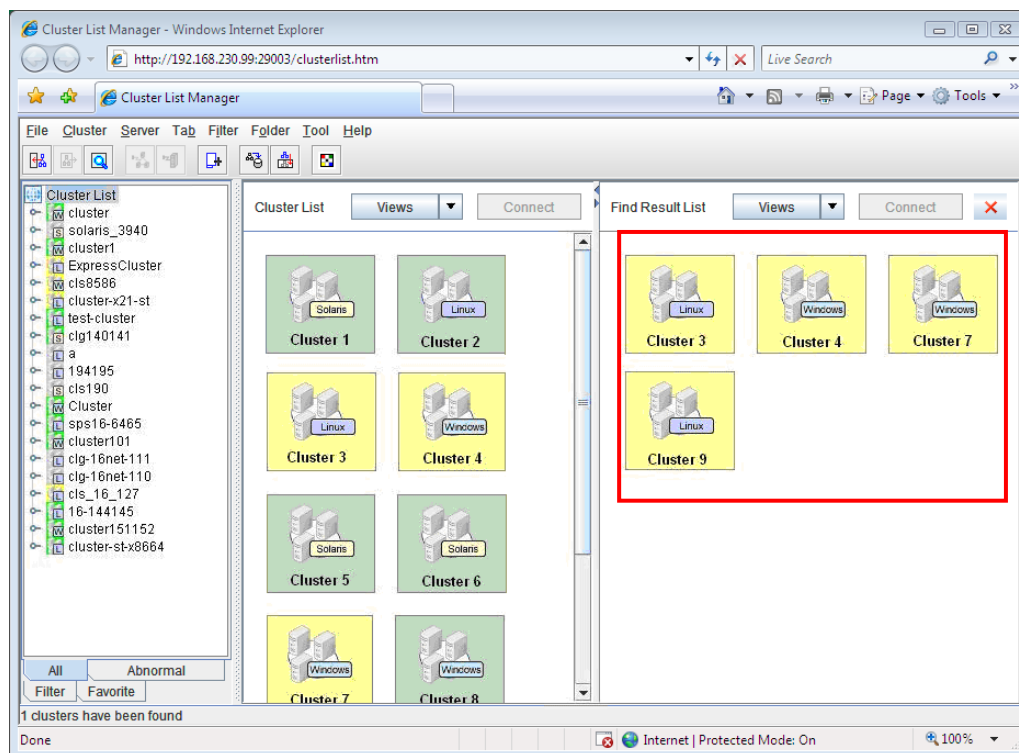 Cluster List Manager - Windows Internet Explorer
http://192.168.230.99:29003/clusterlist.htm
Live Search
Cluster List Manager
Page
Tools
File Cluster Server Tab Filter Folder Tool Help
Cluster List
cluster
solaris_3940
cluster1
ExpressCluster
cls8586
cluster-x21-st
test-cluster
clg140141
a
194195
cls190
Cluster
sps16-6465
cluster101
clg-16net-111
clg-16net-110
cls_16_127
16-144145
cluster151152
cluster-st-x8664
All Abnormal
Filter Favorite
Cluster List Views Connect
Solaris
Cluster 1
Linux
Cluster 2
Linux
Cluster 3
Windows
Cluster 4
Solaris
Cluster 5
Solaris
Cluster 6
Windows
Cluster 7
Windows
Cluster 8
Find Result List Views Connect
Linux
Cluster 3
Windows
Cluster 4
Windows
Cluster 7
Linux
Cluster 9
1 clusters have been found
Done
Internet | Protected Mode: On
100%